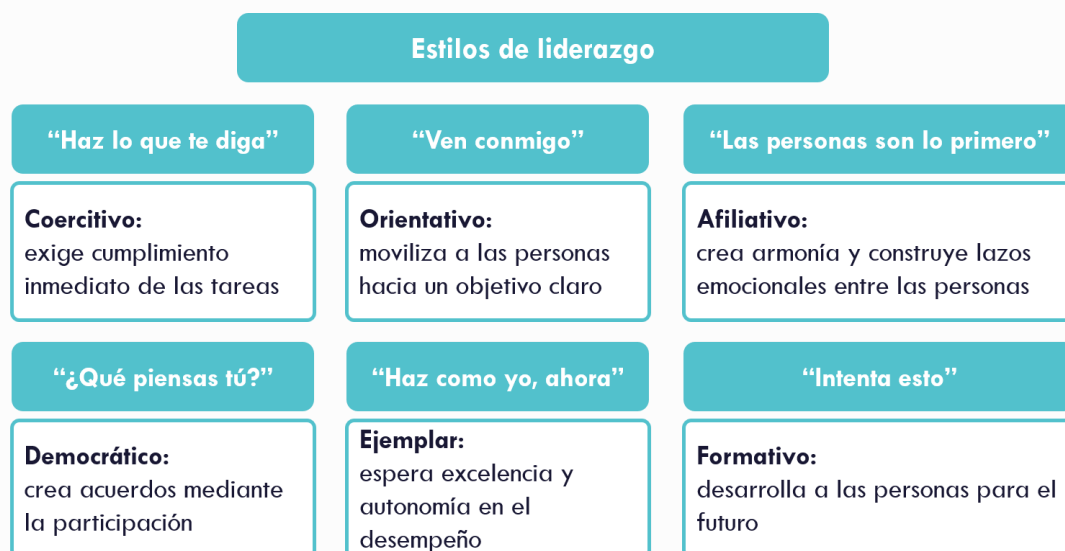 Estilos de liderazgo
“Haz lo que te diga”
“Ven conmigo”
“Las personas son lo primero”
Coercitivo:
exige cumplimiento
inmediato de las tareas
Orientativo:
moviliza a las personas
hacia un objetivo claro
Afiliativo:
crea armonía y construye lazos
emocionales entre las personas
“¿Qué piensas tú?”
“Haz como yo, ahora”
“Intenta esto”
Democrático:
crea acuerdos mediante
la participación
Ejemplar:
espera excelencia y
autonomía en el
desempeño
Formativo:
desarrolla a las personas para el
futuro